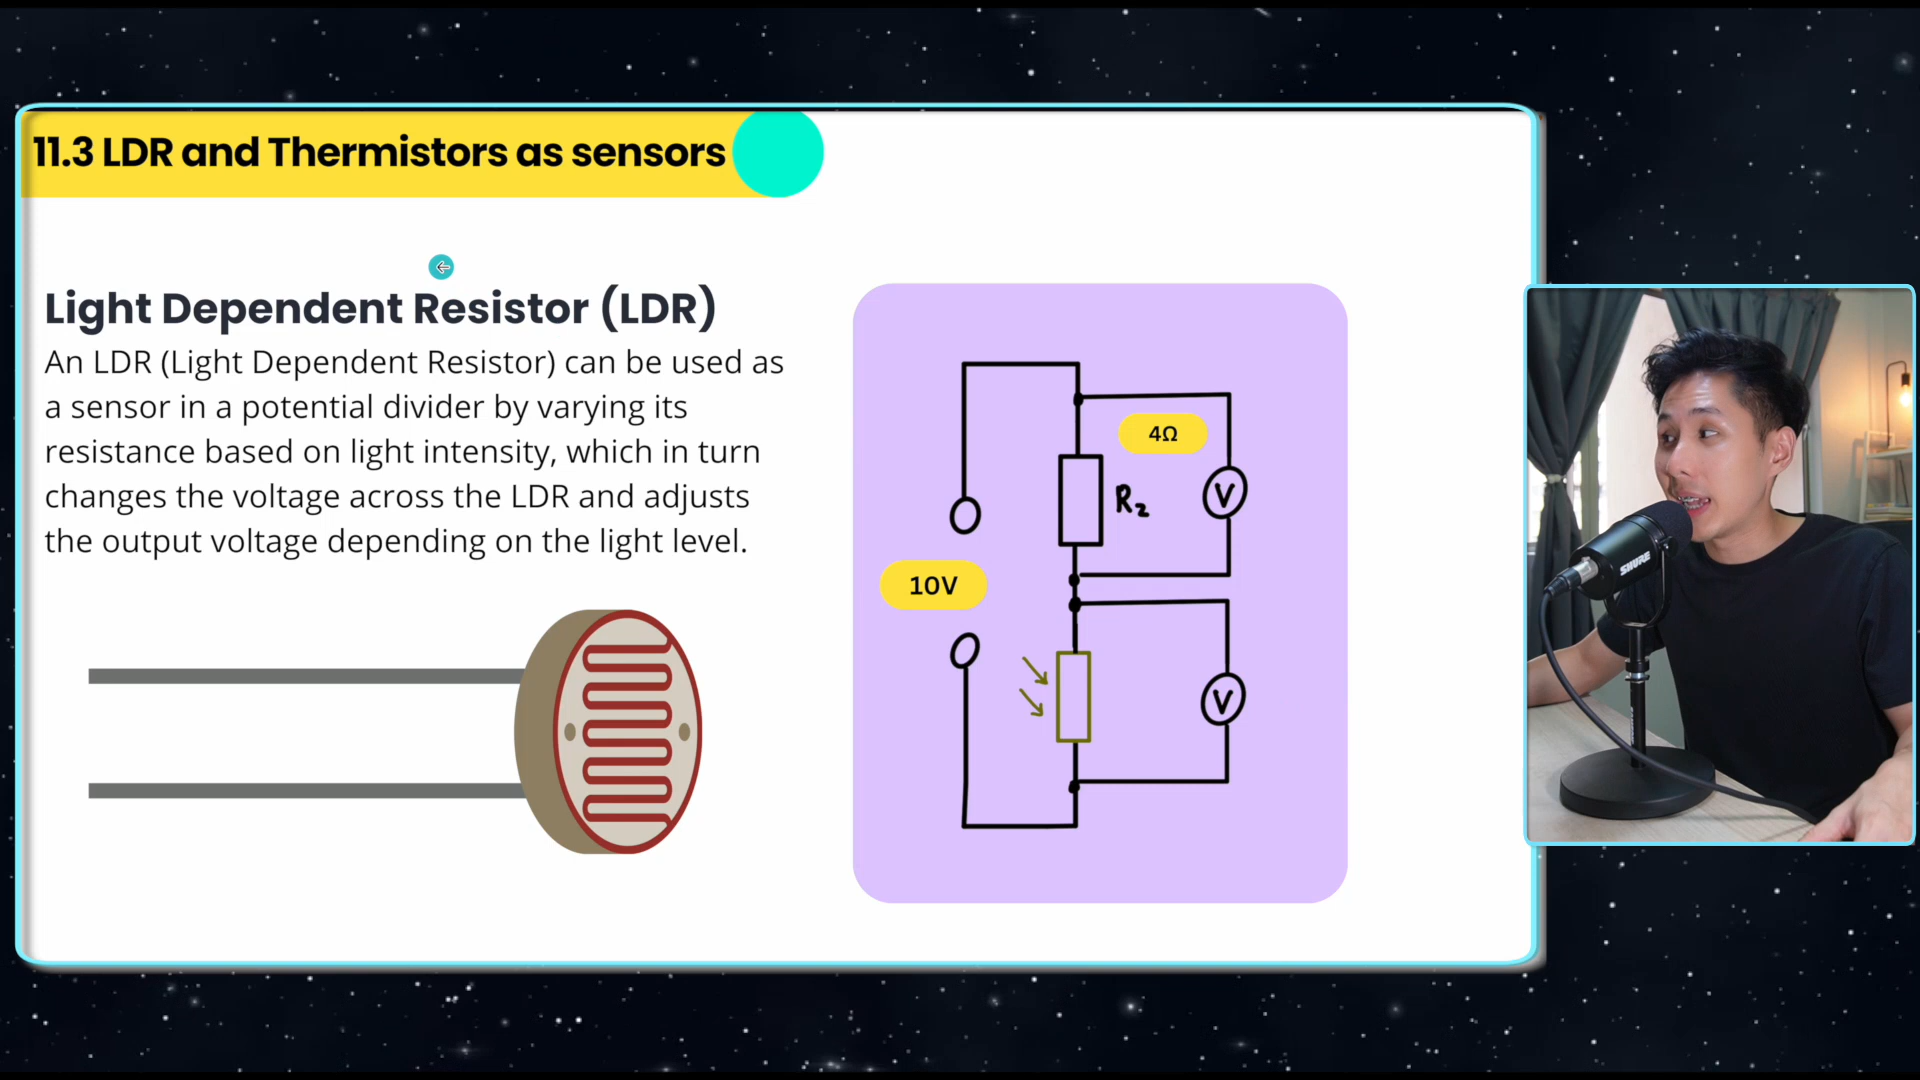 11.3 LDR and Thermistors as sensors
Light Dependent Resistor (LDR)
An LDR (Light Dependent Resistor) can be used as
a sensor in a potential divider by varying its
resistance based on light intensity, which in turn
changes the voltage across the LDR and adjusts
the output voltage depending on the light level.
4Ω
R₂
V
10V
V
SHURE